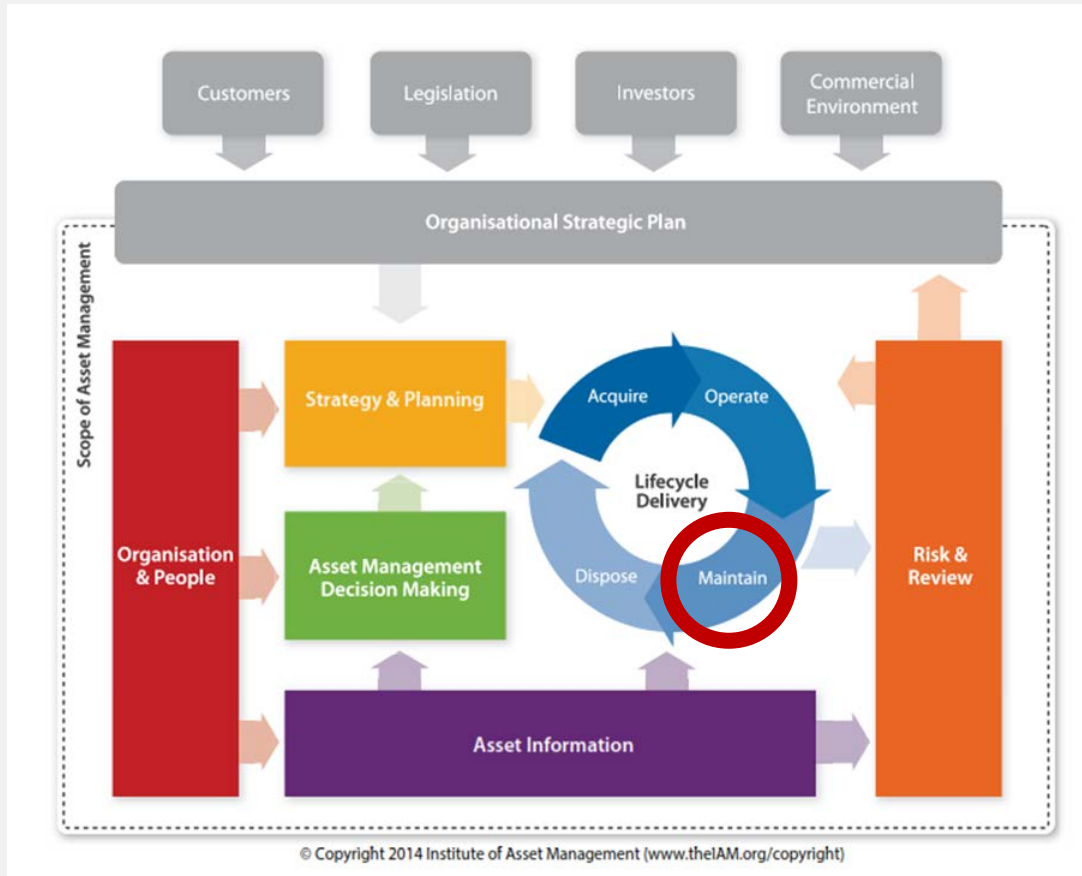 Customers
Legislation
Investors
Commercial
Environment
Organisational Strategic Plan
Scope of Asset Management
Strategy & Planning
Acquire
Operate
Lifecycle
Delivery
Organisation
& People
Asset Management
Decision Making
Dispose
Maintain
Risk &
Review
Asset Information
© Copyright 2014 Institute of Asset Management (www.theIAM.org/copyright)